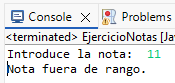 Console Problems
<terminated> EjercicioNotas [Ja
Introduce la nota: 11
Nota fuera de rango.